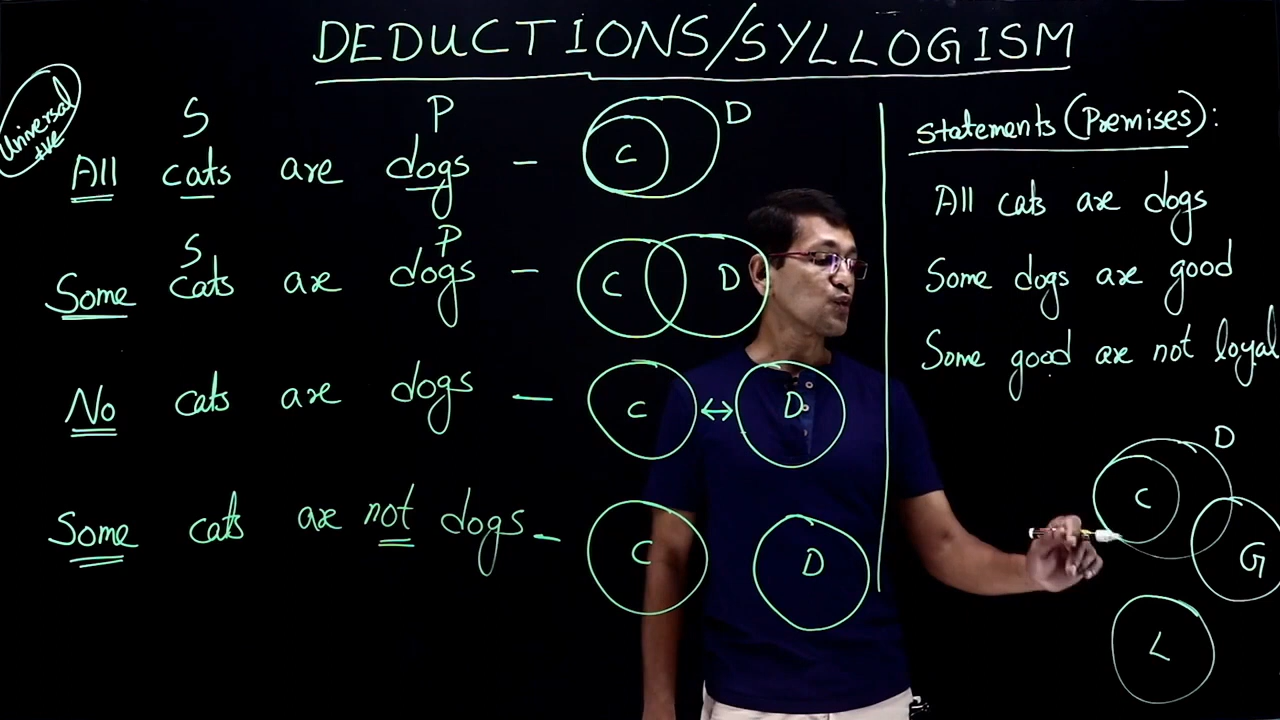 DEDUCTIONS/SYLLOGISM
Universal
+ve
S P
All cats are dogs - C D
S P
Some cats are dogs - C D
No cats are dogs - C ↔ D
Some cats are not dogs - C D
Statements (Premises):
All cats are dogs
Some dogs are good
Some good are not loyal
D
C
G
L